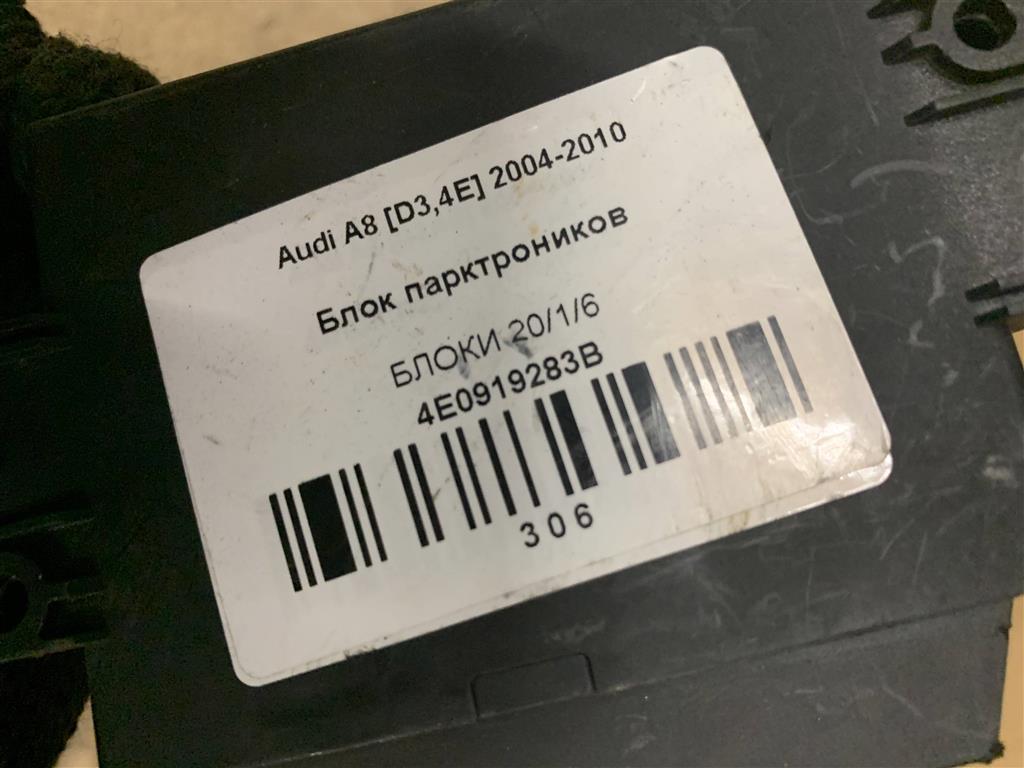 Audi A8 [D3,4E] 2004-2010
Блок парктроников
БЛОКИ 20/1/6
4E0919283B
306